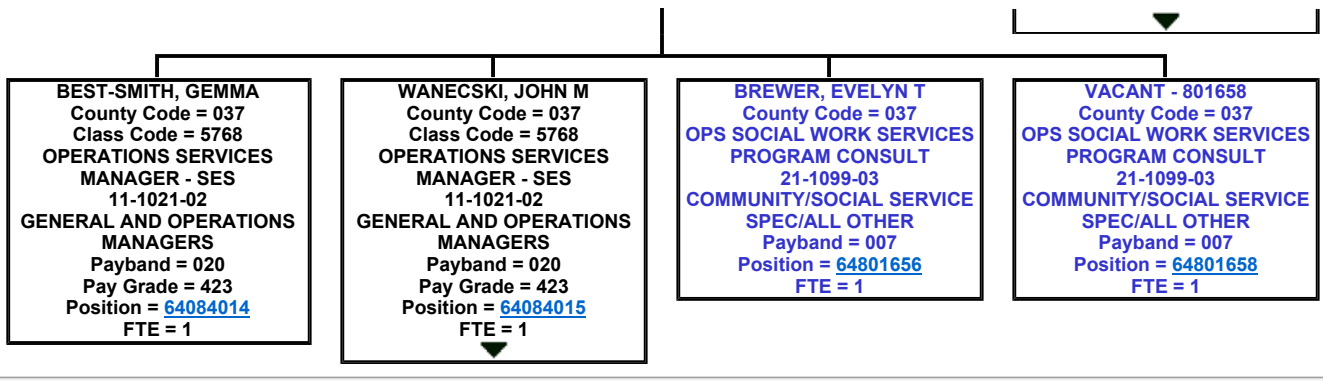 BEST-SMITH, GEMMA
County Code = 037
Class Code = 5768
OPERATIONS SERVICES
MANAGER - SES
11-1021-02
GENERAL AND OPERATIONS
MANAGERS
Payband = 020
Pay Grade = 423
Position = 64084014
FTE = 1
WANECSKI, JOHN M
County Code = 037
Class Code = 5768
OPERATIONS SERVICES
MANAGER - SES
11-1021-02
GENERAL AND OPERATIONS
MANAGERS
Payband = 020
Pay Grade = 423
Position = 64084015
FTE = 1
BREWER, EVELYN T
County Code = 037
OPS SOCIAL WORK SERVICES
PROGRAM CONSULT
21-1099-03
COMMUNITY/SOCIAL SERVICE
SPEC/ALL OTHER
Payband = 007
Position = 64801656
FTE = 1
VACANT - 801658
County Code = 037
OPS SOCIAL WORK SERVICES
PROGRAM CONSULT
21-1099-03
COMMUNITY/SOCIAL SERVICE
SPEC/ALL OTHER
Payband = 007
Position = 64801658
FTE = 1